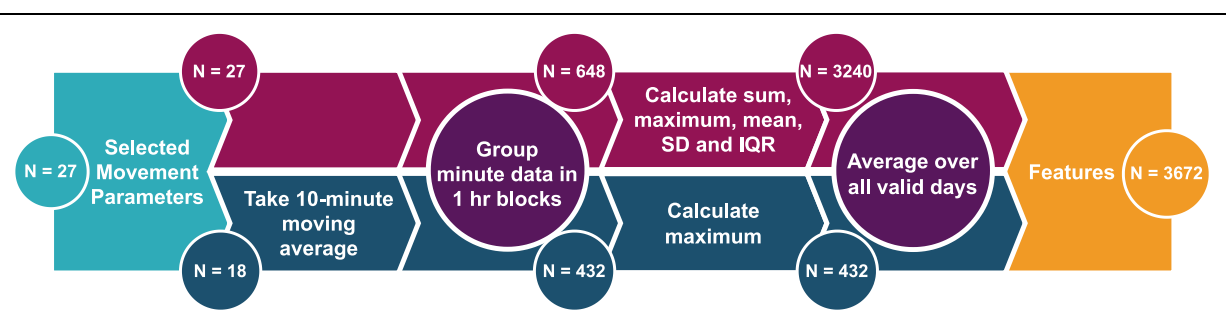 N = 27
Selected
Movement
Parameters
N = 27
N = 18
Take 10-minute
moving
average
Group
minute data in
1 hr blocks
N = 648
N = 432
Calculate sum,
maximum, mean,
SD and IQR
Calculate
maximum
N = 3240
N = 432
Average over
all valid days
Features
N = 3672